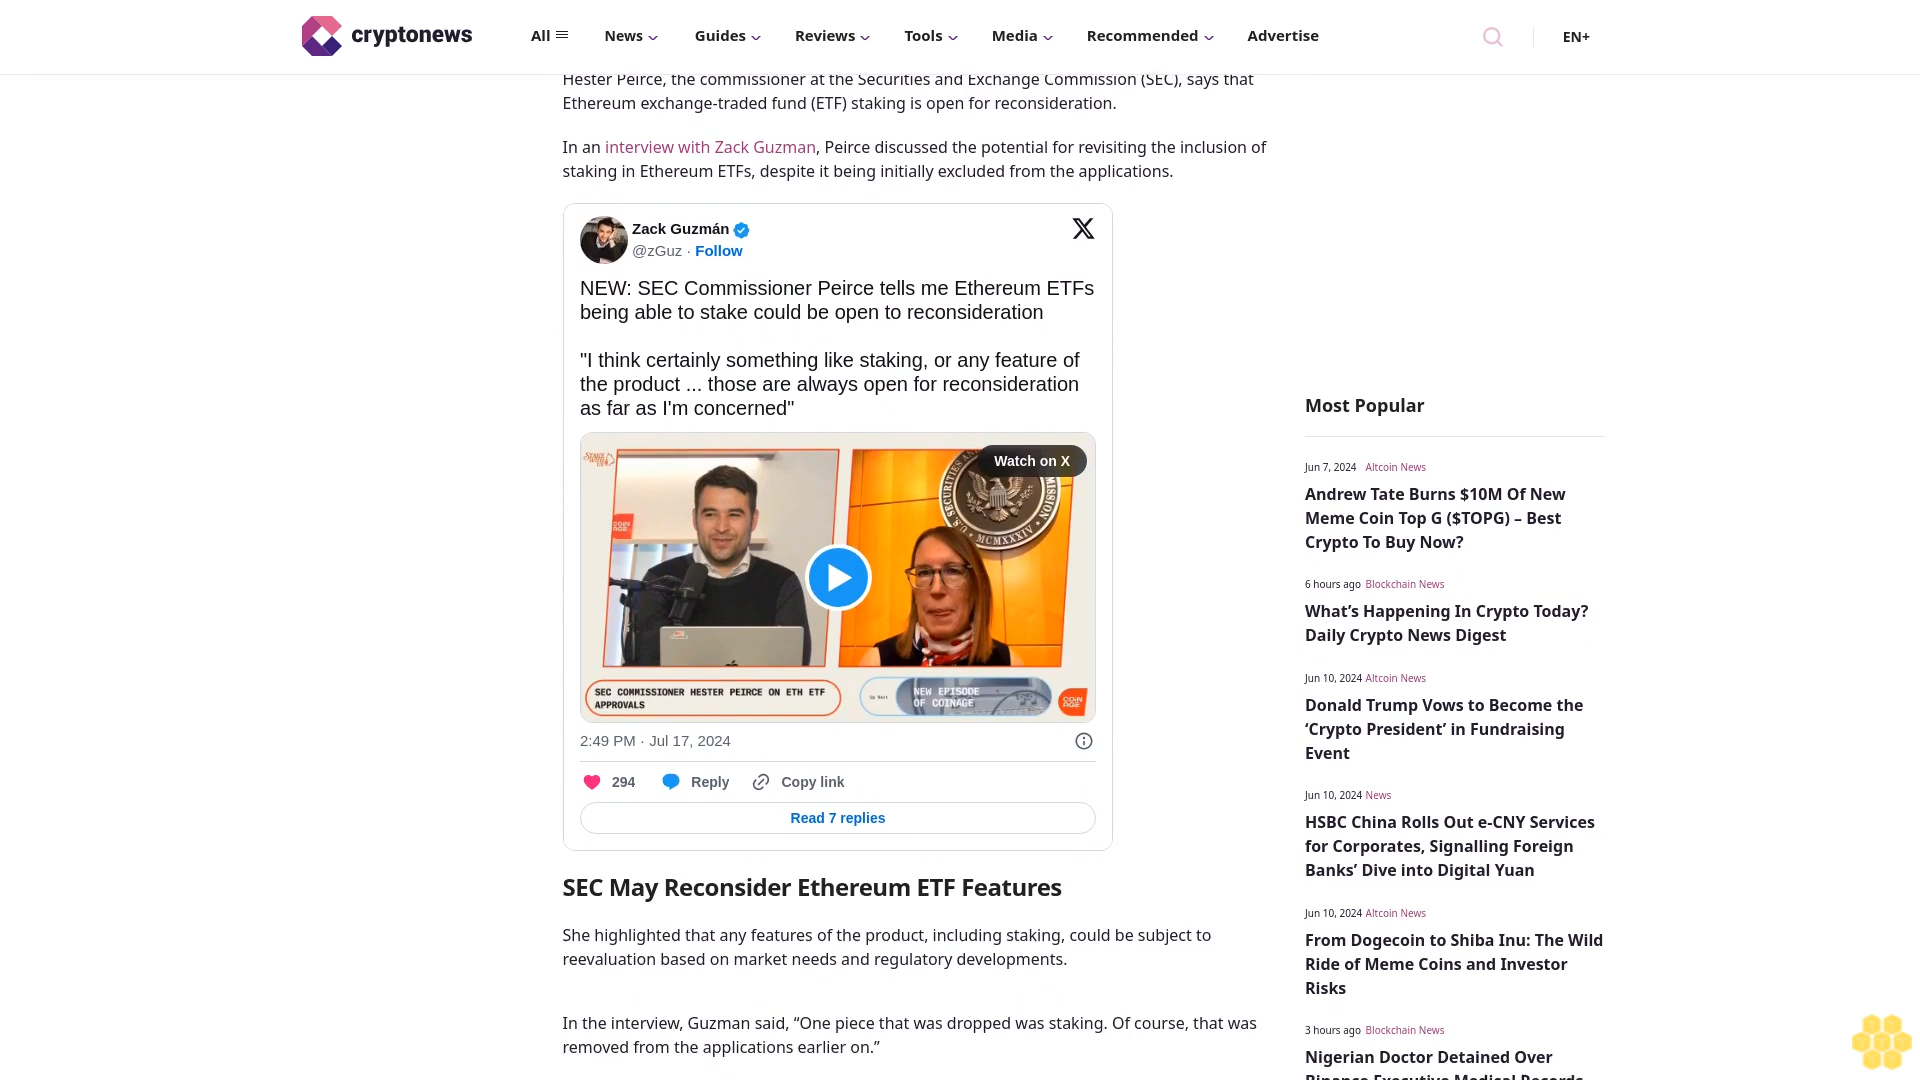 cryptonews
All
News
Guides
Reviews
Tools
Media
Recommended
Advertise
EN+
Hester Peirce, the commissioner at the Securities and Exchange Commission (SEC), says that
Ethereum exchange-traded fund (ETF) staking is open for reconsideration.
In an interview with Zack Guzman, Peirce discussed the potential for revisiting the inclusion of
staking in Ethereum ETFs, despite it being initially excluded from the applications.
Zack Guzmán
@zGuz · Follow
NEW: SEC Commissioner Peirce tells me Ethereum ETFs
being able to stake could be open to reconsideration
"I think certainly something like staking, or any feature of
the product ... those are always open for reconsideration
as far as I'm concerned"
Watch on X
MCMXXXIV
SEC COMMISSIONER HESTER PEIRCE ON ETH ETF
APPROVALS
Up Next
NEW EPISODE
OF COINAGE
COIN
AGE
2:49 PM · Jul 17, 2024
294
Reply
Copy link
Read 7 replies
SEC May Reconsider Ethereum ETF Features
She highlighted that any features of the product, including staking, could be subject to
reevaluation based on market needs and regulatory developments.
In the interview, Guzman said, “One piece that was dropped was staking. Of course, that was
removed from the applications earlier on.”
Most Popular
Jun 7, 2024 Altcoin News
Andrew Tate Burns $10M Of New
Meme Coin Top G ($TOPG) – Best
Crypto To Buy Now?
6 hours ago Blockchain News
What’s Happening In Crypto Today?
Daily Crypto News Digest
Jun 10, 2024 Altcoin News
Donald Trump Vows to Become the
‘Crypto President’ in Fundraising
Event
Jun 10, 2024 News
HSBC China Rolls Out e-CNY Services
for Corporates, Signalling Foreign
Banks’ Dive into Digital Yuan
Jun 10, 2024 Altcoin News
From Dogecoin to Shiba Inu: The Wild
Ride of Meme Coins and Investor
Risks
3 hours ago Blockchain News
Nigerian Doctor Detained Over
Binance Executive Medical Records